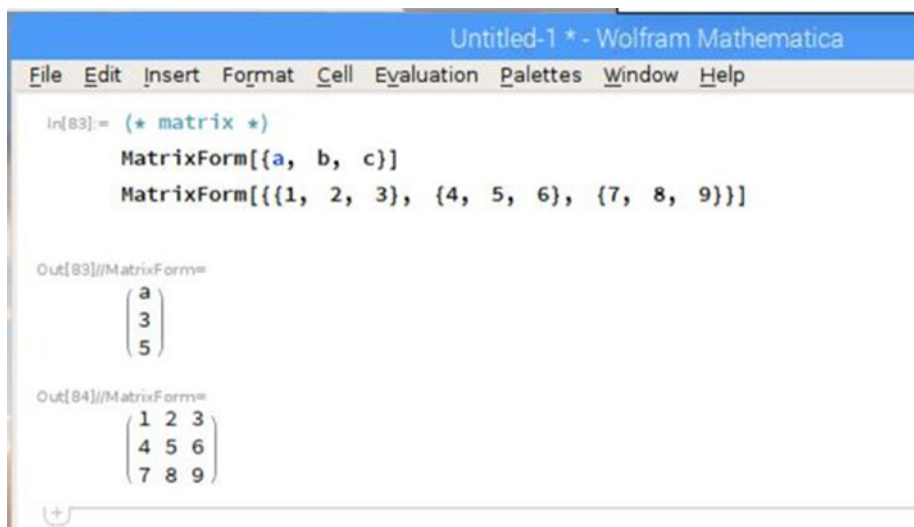 Untitled-1 * - Wolfram Mathematica
File Edit Insert Format Cell Evaluation Palettes Window Help
In[83]:= (* matrix *)
MatrixForm[{a, b, c}]
MatrixForm[{{1, 2, 3}, {4, 5, 6}, {7, 8, 9}}]
Out[83]//MatrixForm=
a
3
5
Out[84]//MatrixForm=
1 2 3
4 5 6
7 8 9
+